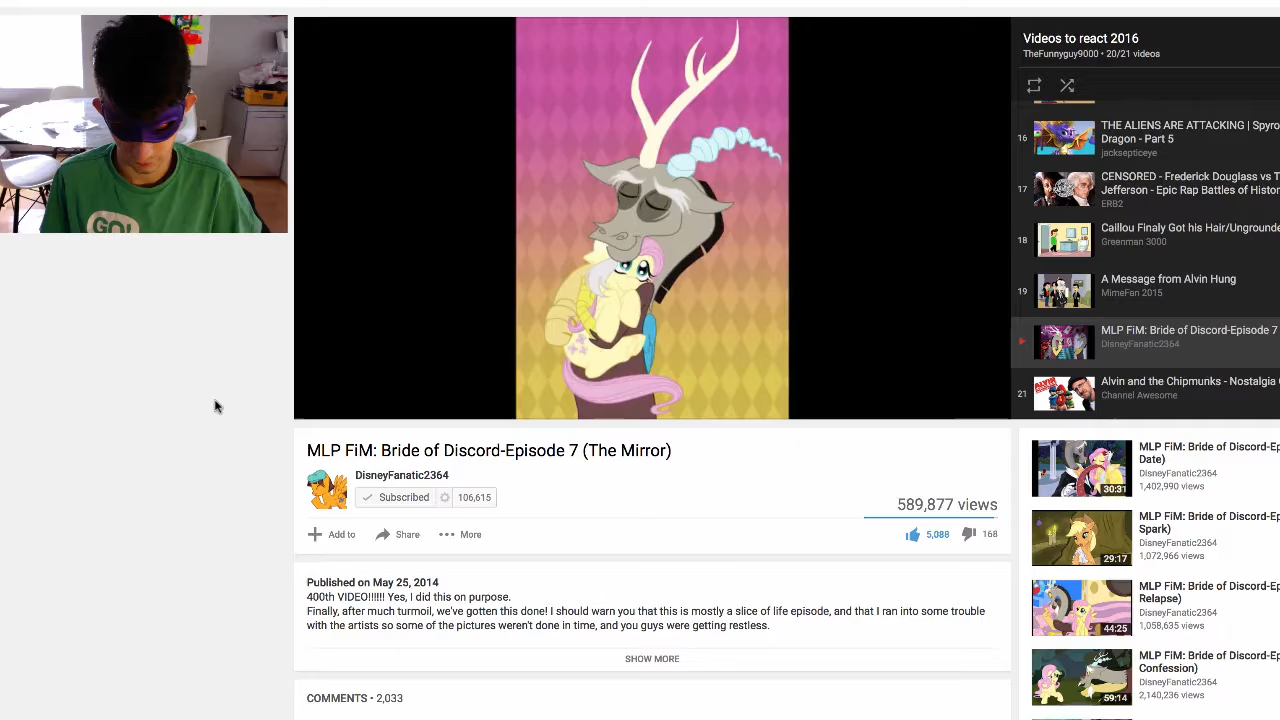 GO!
Videos to react 2016
TheFunnyguy9000 • 20/21 videos
16
THE ALIENS ARE ATTACKING | Spyro
Dragon - Part 5
jacksepticeye
17
CENSORED - Frederick Douglass vs T
Jefferson - Epic Rap Battles of Histor
ERB2
18
Caillou Finaly Got his Hair/Ungrounde
Greenman 3000
19
A Message from Alvin Hung
MimeFan 2015
MLP FiM: Bride of Discord-Episode 7
DisneyFanatic2364
21
ALVIN
Alvin and the Chipmunks - Nostalgia C
Channel Awesome
MLP FiM: Bride of Discord-Episode 7 (The Mirror)
DisneyFanatic2364
Subscribed 106,615
589,877 views
Add to Share More
5,088 168
Published on May 25, 2014
400th VIDEO!!!!!! Yes, I did this on purpose.
Finally, after much turmoil, we've gotten this done! I should warn you that this is mostly a slice of life episode, and that I ran into some trouble
with the artists so some of the pictures weren't done in time, and you guys were getting restless.
SHOW MORE
COMMENTS • 2,033
MLP FiM: Bride of Discord-Ep
Date)
DisneyFanatic2364
1,402,990 views
30:31
MLP FiM: Bride of Discord-Ep
Spark)
DisneyFanatic2364
1,072,966 views
29:17
MLP FiM: Bride of Discord-Ep
Relapse)
DisneyFanatic2364
1,058,635 views
44:25
MLP FiM: Bride of Discord-Ep
Confession)
DisneyFanatic2364
2,140,236 views
59:14